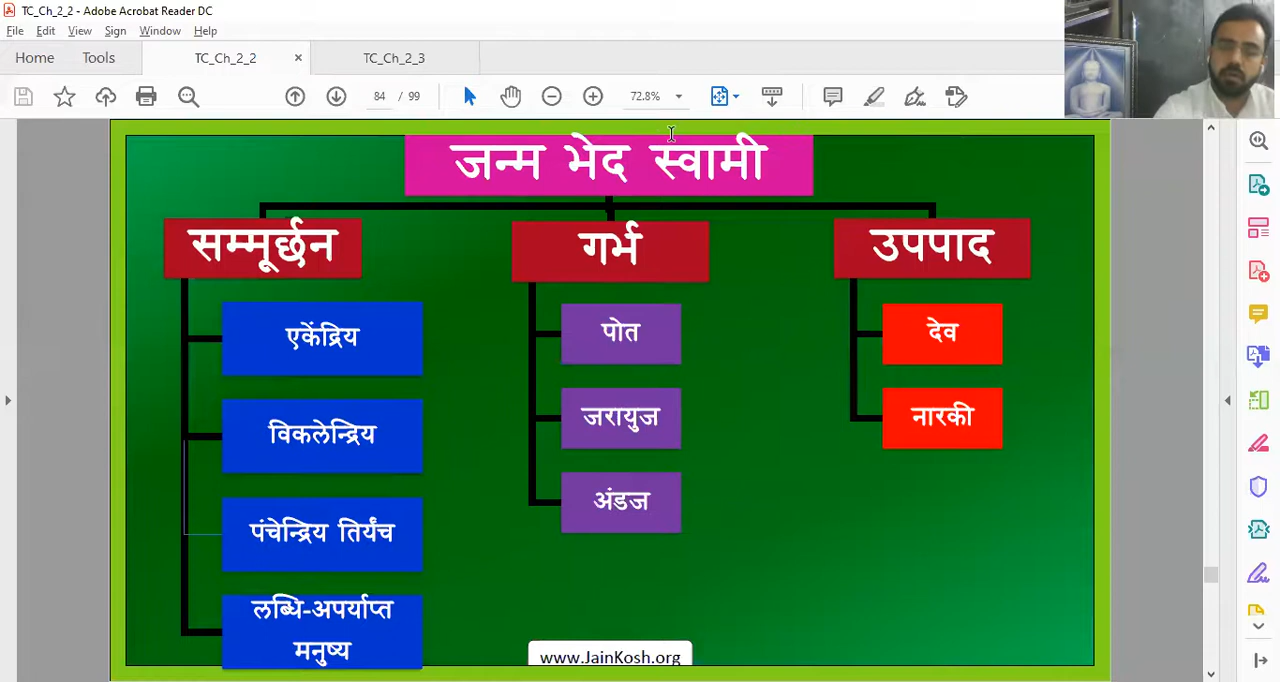 TC_Ch_2_2 - Adobe Acrobat Reader DC
File Edit View Sign Window Help
Home Tools TC_Ch_2_2 × TC_Ch_2_3
84 / 99 72.8%
जन्म भेद स्वामी
सम्मूर्छन गर्भ उपपाद
एकेंद्रिय पोत देव
विकलेन्द्रिय जरायुज नारकी
पंचेन्द्रिय तिर्यंच अंडज
लब्धि-अपर्याप्त
मनुष्य
www.JainKosh.org